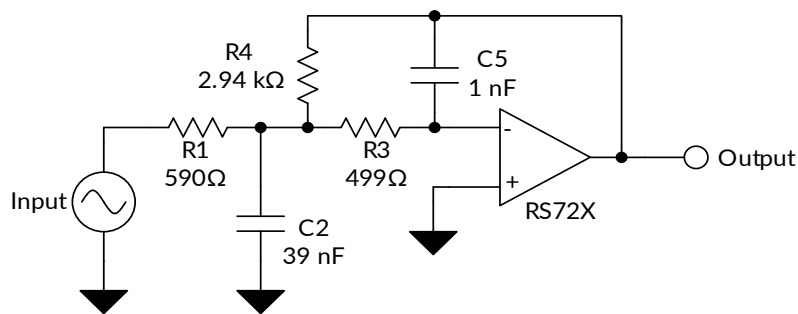 R4
2.94 kΩ
C5
1 nF
R1
590Ω
R3
499Ω
-
+
RS72X
Output
Input
C2
39 nF